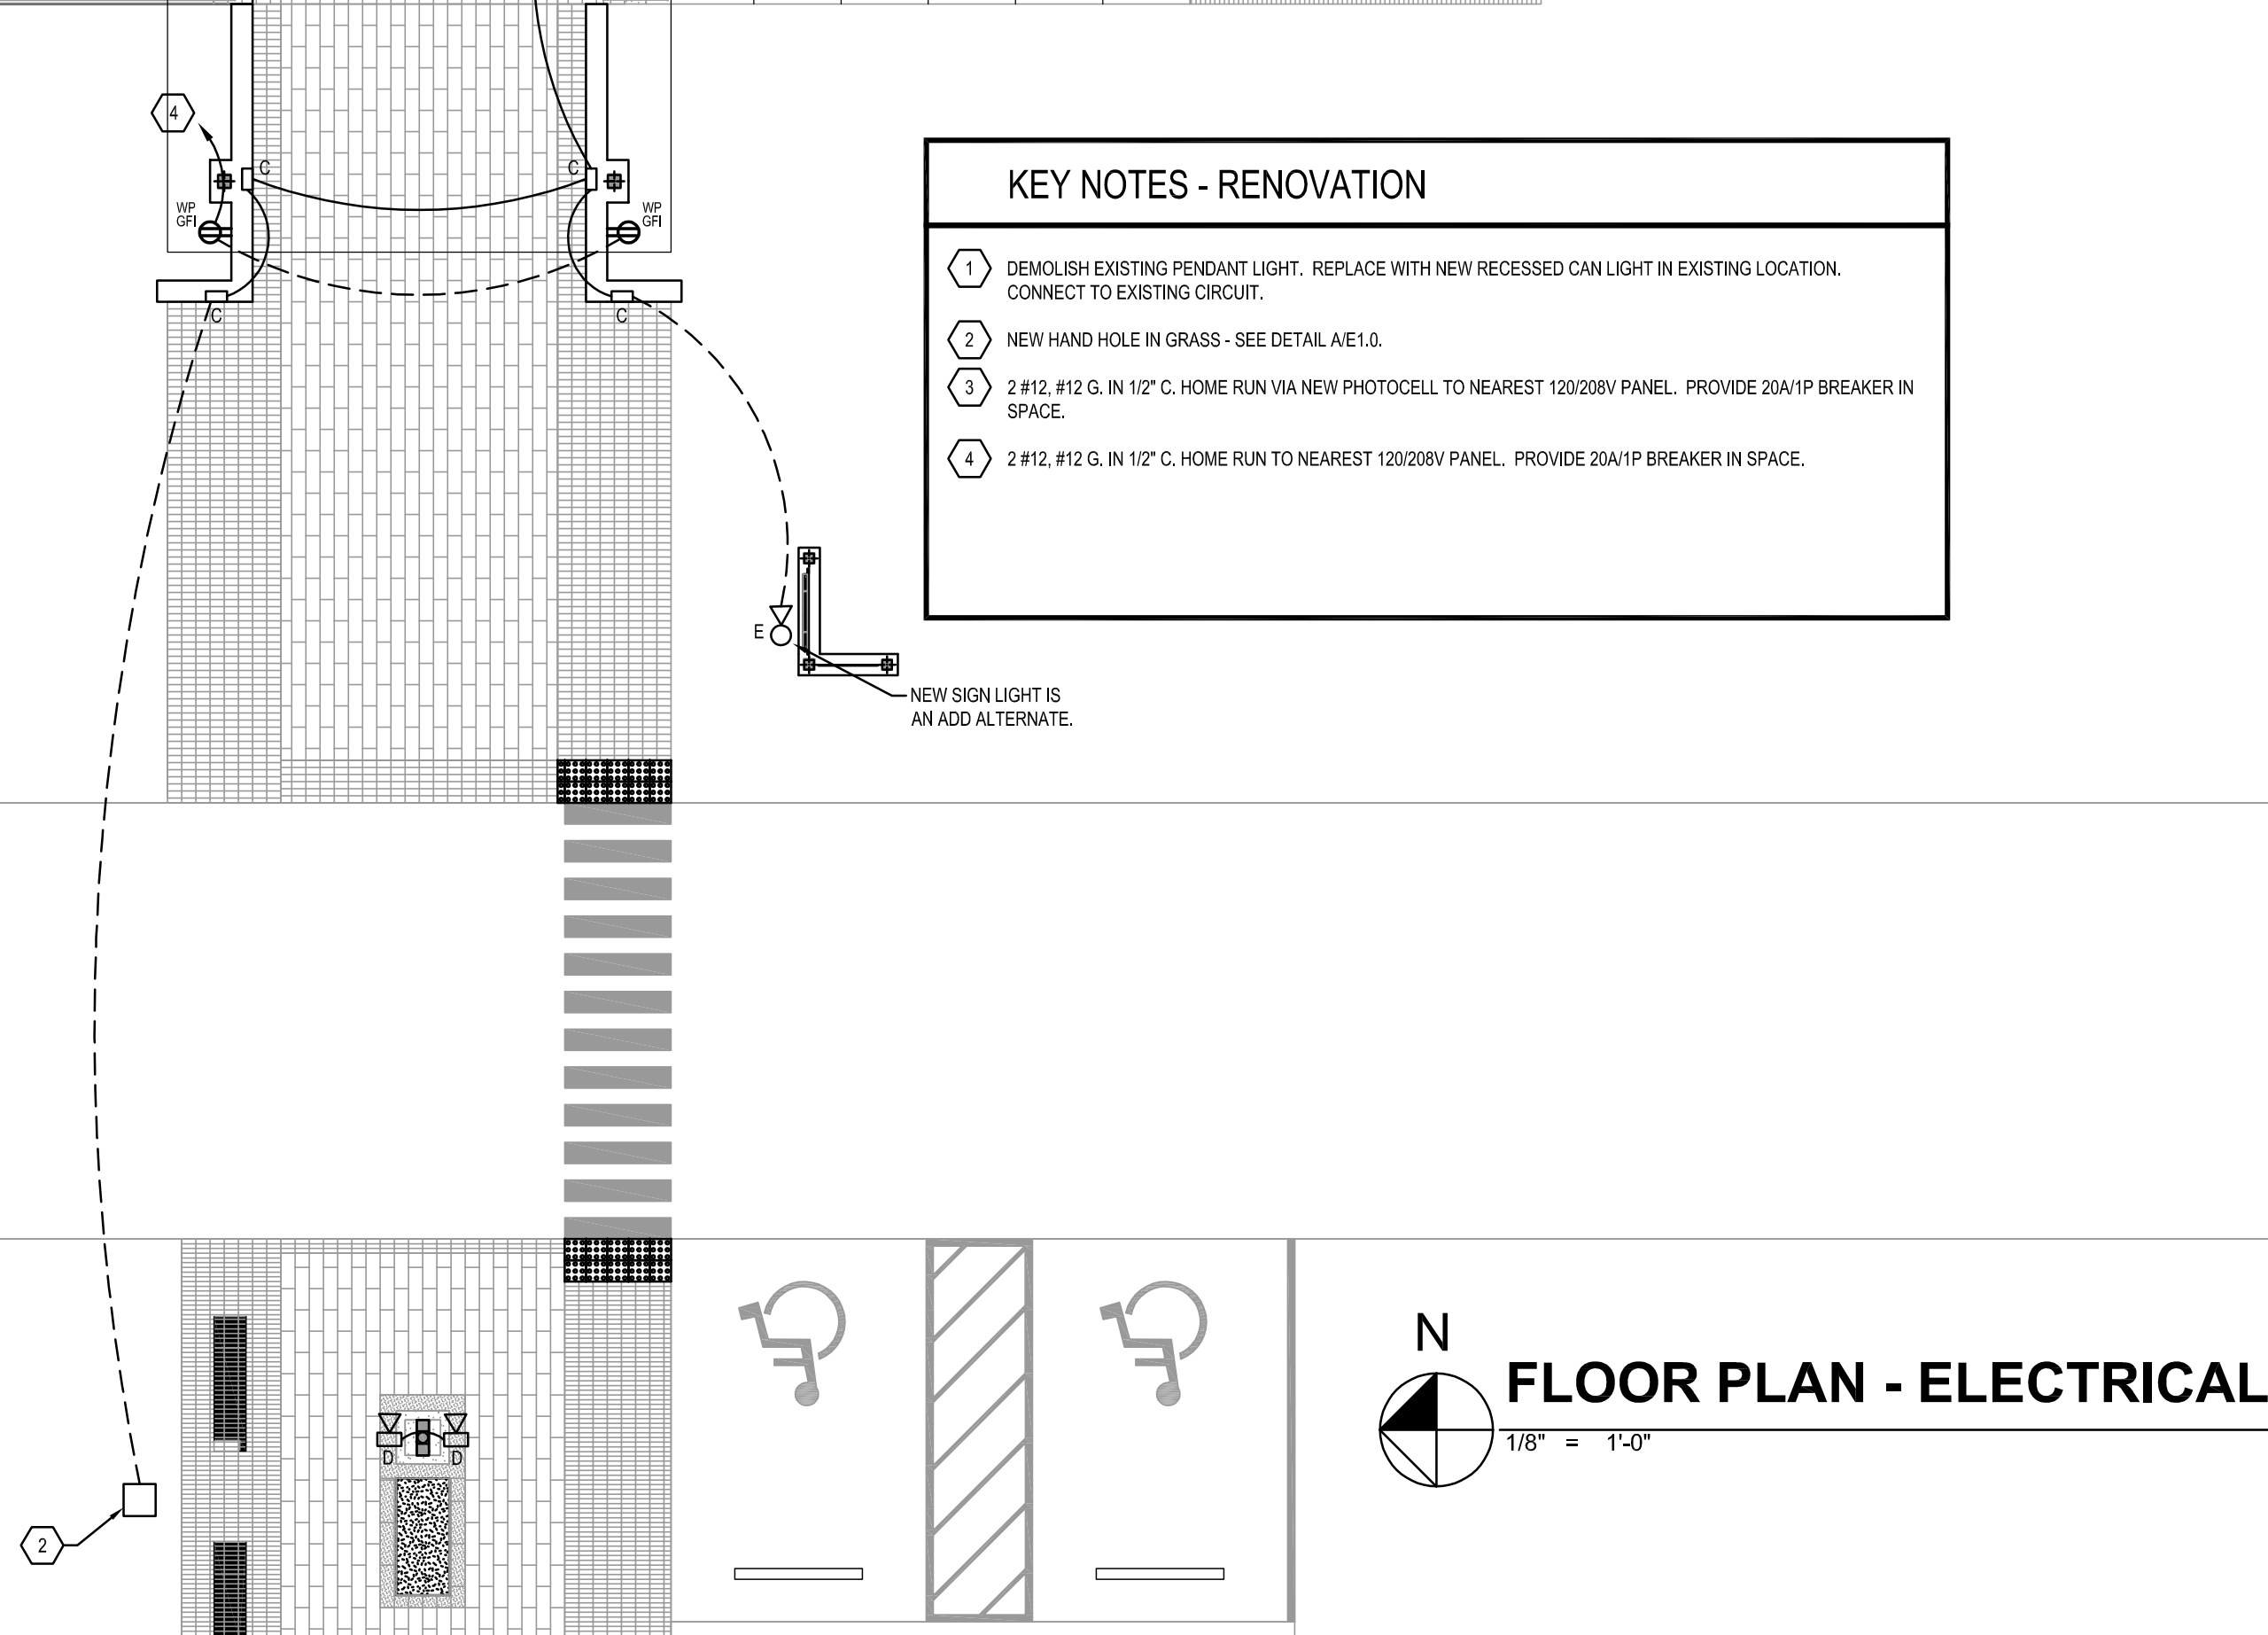 4
C
C
WP
GFI
WP
GFI
C
C
KEY NOTES - RENOVATION
1 DEMOLISH EXISTING PENDANT LIGHT. REPLACE WITH NEW RECESSED CAN LIGHT IN EXISTING LOCATION.
CONNECT TO EXISTING CIRCUIT.
2 NEW HAND HOLE IN GRASS - SEE DETAIL A/E1.0.
3 2 #12, #12 G. IN 1/2" C. HOME RUN VIA NEW PHOTOCELL TO NEAREST 120/208V PANEL. PROVIDE 20A/1P BREAKER IN
SPACE.
4 2 #12, #12 G. IN 1/2" C. HOME RUN TO NEAREST 120/208V PANEL. PROVIDE 20A/1P BREAKER IN SPACE.
E
NEW SIGN LIGHT IS
AN ADD ALTERNATE.
D
D
2
N
FLOOR PLAN - ELECTRICAL
1/8" = 1'-0"